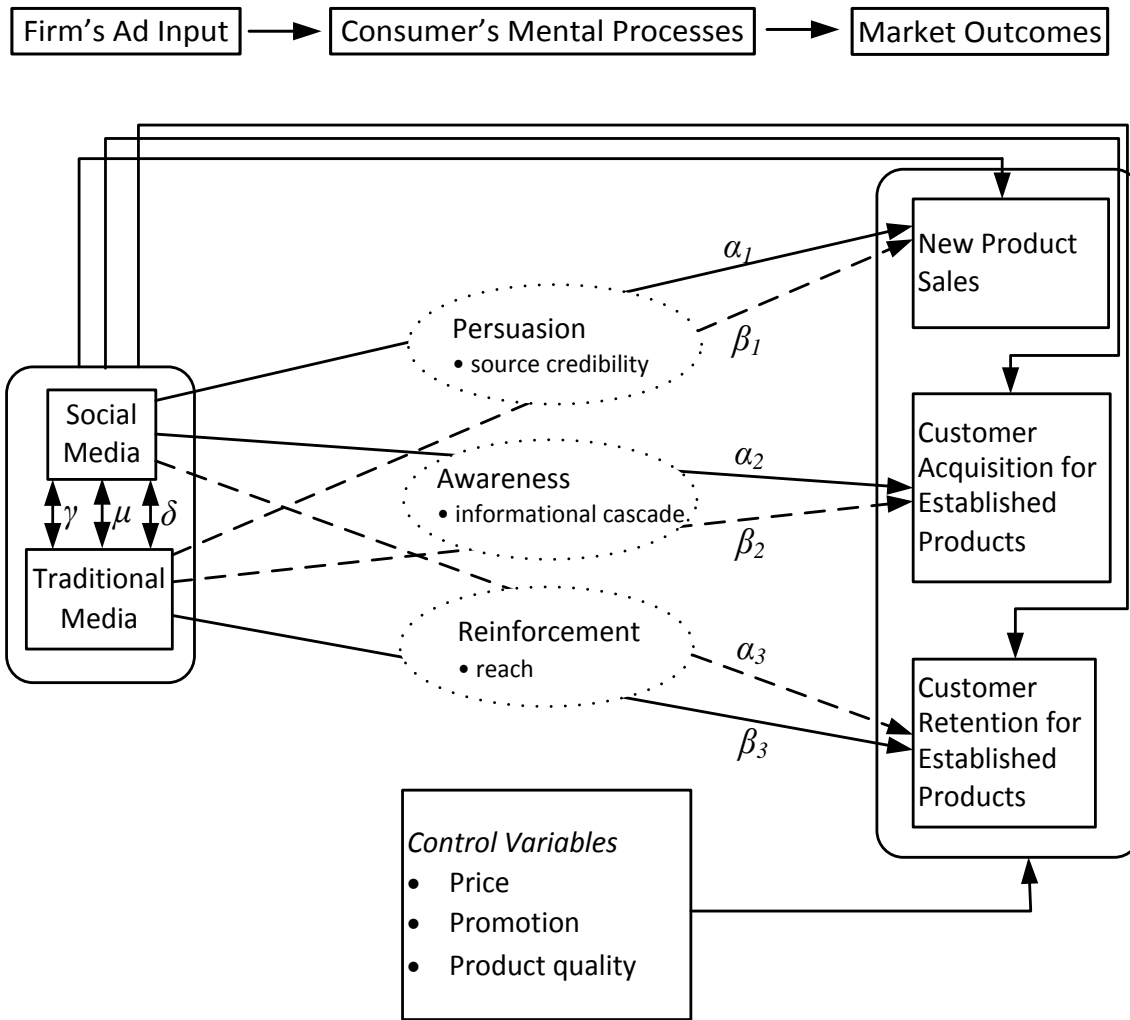 Firm's Ad Input
Consumer's Mental Processes
Market Outcomes
Social
Media
γ μ δ
Traditional
Media
Persuasion
• source credibility
Awareness
• informational cascade
Reinforcement
• reach
α1
β1
α2
β2
α3
β3
New Product
Sales
Customer
Acquisition for
Established
Products
Customer
Retention for
Established
Products
Control Variables
• Price
• Promotion
• Product quality